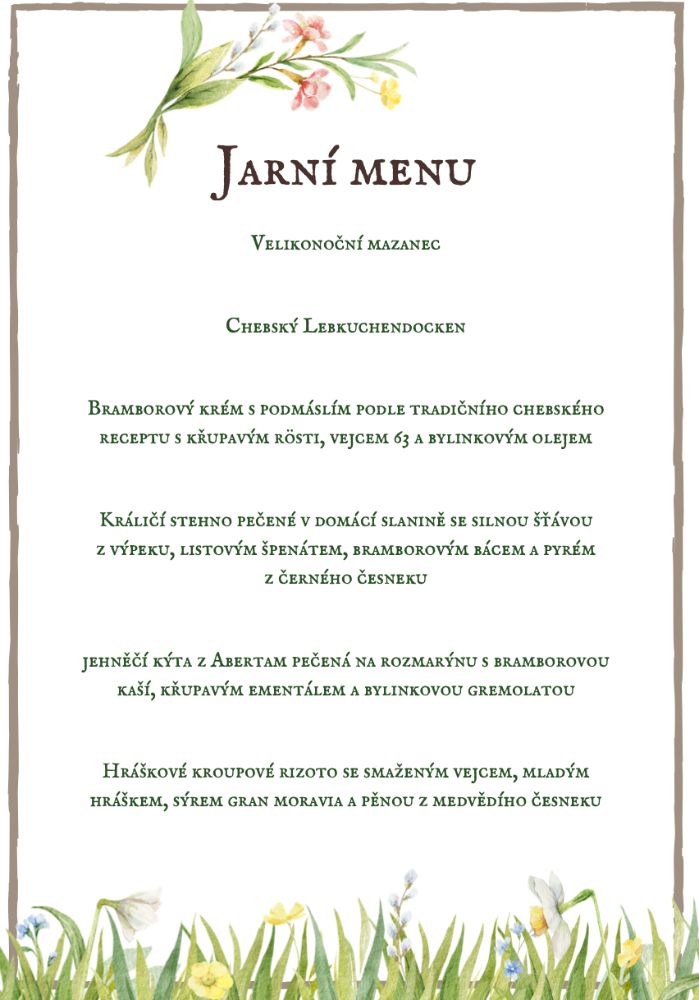 Jarní menu
Velikonoční mazanec
Chebský Lebkuchendocken
Bramborový krém s podmáslím podle tradičního chebského
receptu s křupavým rösti, vejcem 63 a bylinkovým olejem
Králičí stehno pečené v domácí slanině se silnou šťávou
z výpeku, listovým špenátem, bramborovým bácem a pyrém
z černého česneku
jehněčí kýta z Abertam pečená na rozmarýnu s bramborovou
kaší, křupavým ementálem a bylinkovou gremolatou
Hráškové kroupové rizoto se smaženým vejcem, mladým
hráškem, sýrem gran moravia a pěnou z medvědího česneku